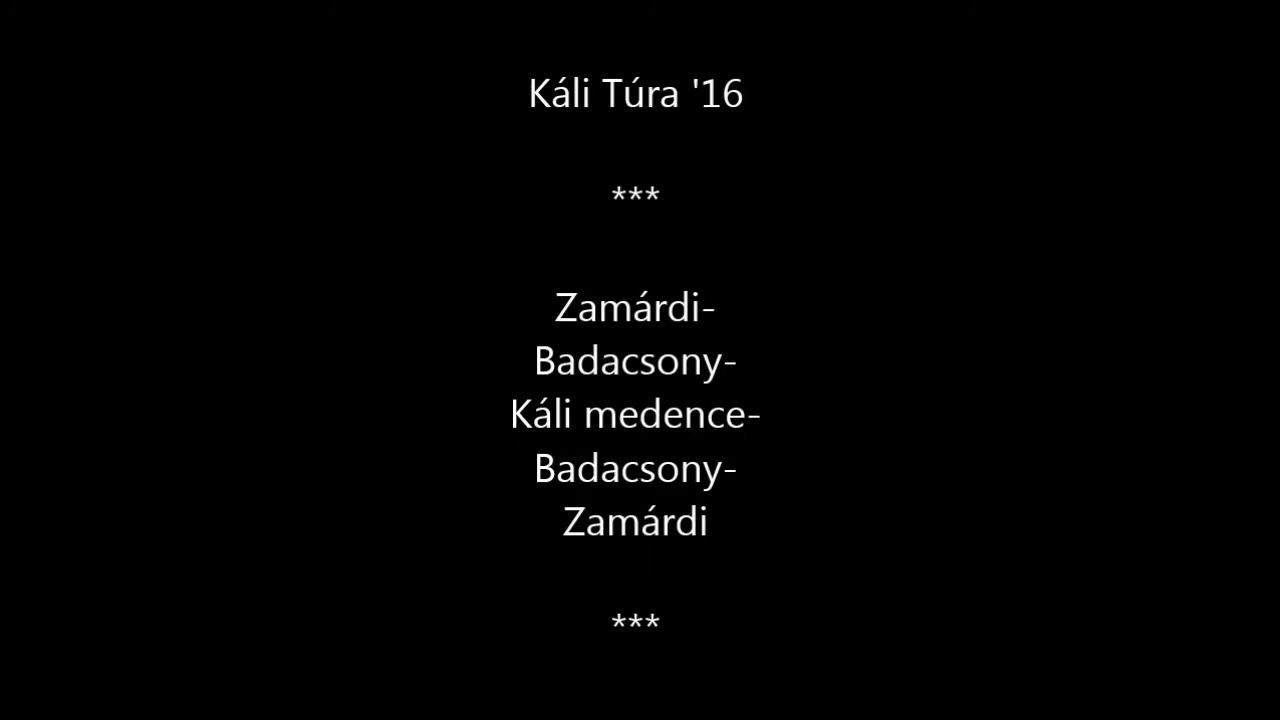 Káli Túra '16
***
Zamárdi-
Badacsony-
Káli medence-
Badacsony-
Zamárdi
***